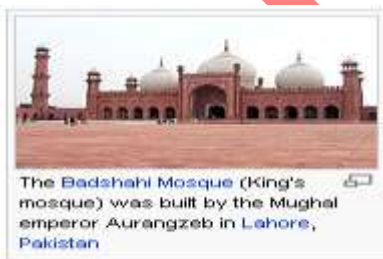 The Badshahi Mosque (King's
mosque) was built by the Mughal
emperor Aurangzeb in Lahore,
Pakistan